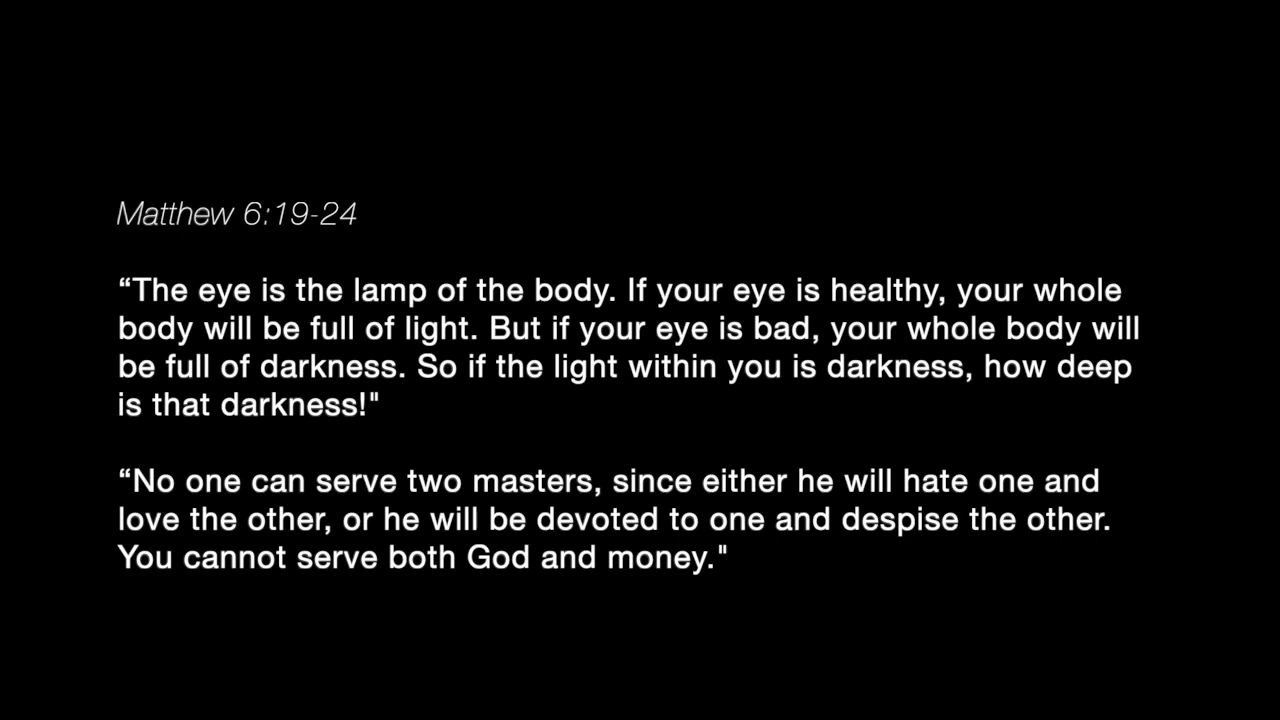 Matthew 6:19-24
“The eye is the lamp of the body. If your eye is healthy, your whole
body will be full of light. But if your eye is bad, your whole body will
be full of darkness. So if the light within you is darkness, how deep
is that darkness!"
“No one can serve two masters, since either he will hate one and
love the other, or he will be devoted to one and despise the other.
You cannot serve both God and money."